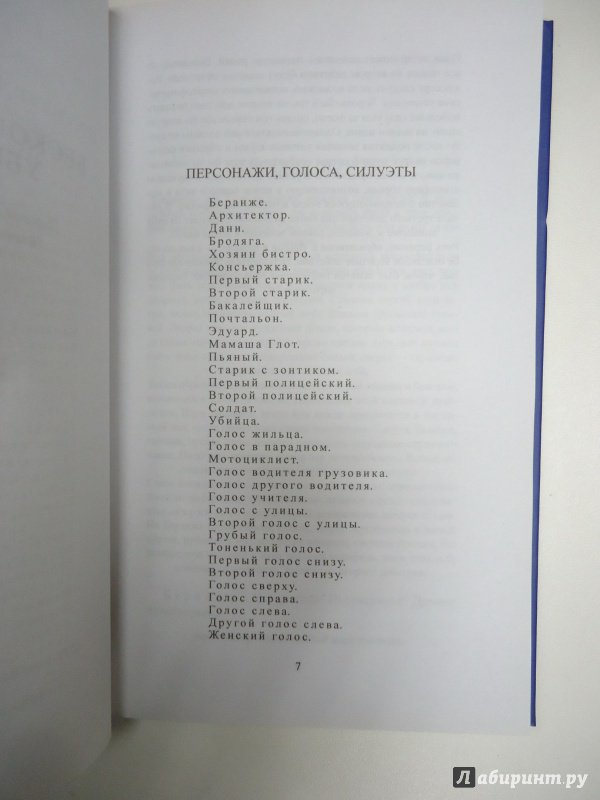 ПЕРСОНАЖИ, ГОЛОСА, СИЛУЭТЫ
Беранже.
Архитектор.
Дани.
Бродяга.
Хозяин бистро.
Консьержка.
Первый старик.
Второй старик.
Бакалейщик.
Почтальон.
Эдуард.
Мамаша Глот.
Пьяный.
Старик с зонтиком.
Первый полицейский.
Второй полицейский.
Солдат.
Убийца.
Голос жильца.
Голос в парадном.
Мотоциклист.
Голос водителя грузовика.
Голос другого водителя.
Голос учителя.
Голос с улицы.
Второй голос с улицы.
Грубый голос.
Тоненький голос.
Первый голос снизу.
Второй голос снизу.
Голос сверху.
Голос справа.
Голос слева.
Другой голос слева.
Женский голос.
7
Лабиринт.ру